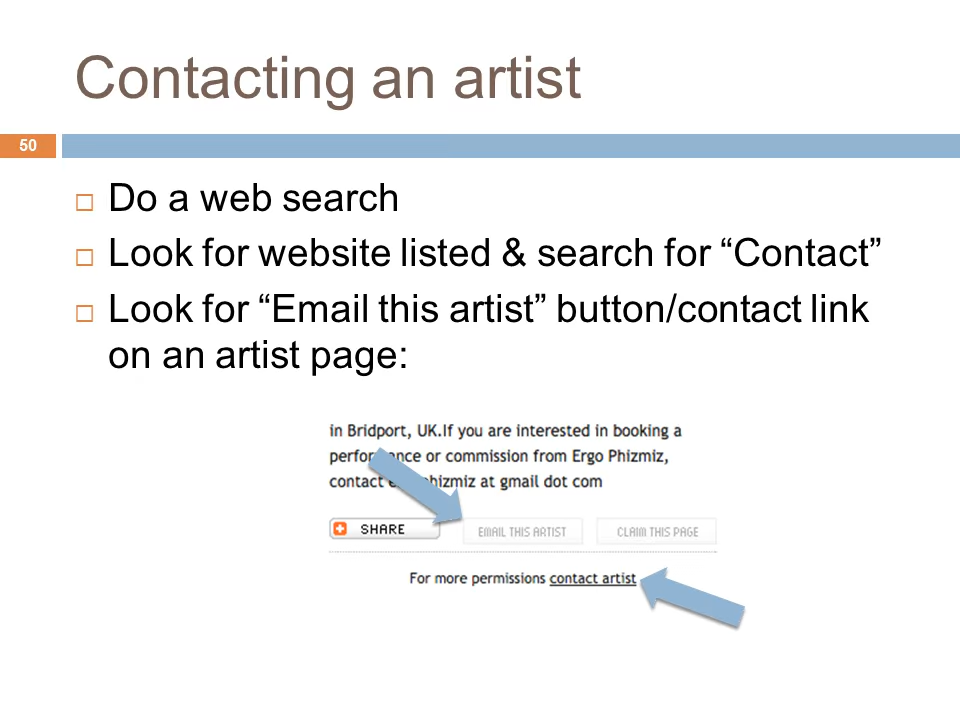 Contacting an artist
50
Do a web search
Look for website listed & search for “Contact”
Look for “Email this artist” button/contact link
on an artist page:
in Bridport, UK.If you are interested in booking a
or commission from Ergo Phizmiz,
contact at gmail dot com
SHARE
EMAIL THIS ARTIST
CLAIM THIS PAGE
For more permissions contact artist